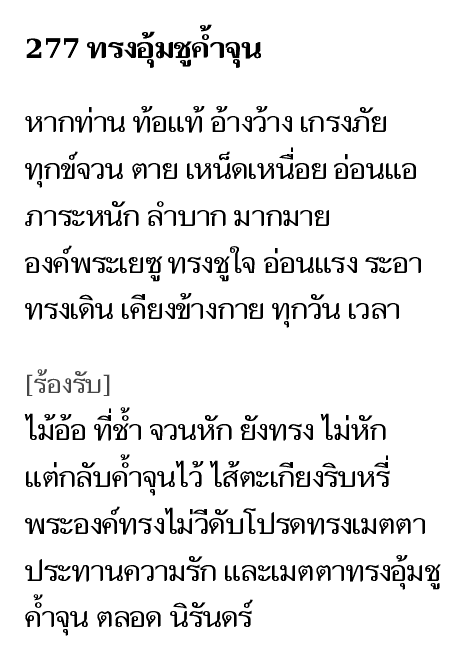 277 ทรงอุ้มชูค้ำจุน
หากท่าน ท้อแท้ อ้างว้าง เกรงภัย
ทุกข์จวน ตาย เหน็ดเหนื่อย อ่อนแอ
ภาระหนัก ลำบาก มากมาย
องค์พระเยซู ทรงชูใจ อ่อนแรง ระอา
ทรงเดิน เคียงข้างกาย ทุกวัน เวลา
[ร้องรับ]
ไม้อ้อ ที่ช้ำ จวนหัก ยังทรง ไม่หัก
แต่กลับค้ำจุนไว้ ไส้ตะเกียงริบหรี่
พระองค์ทรงไม่วีดับโปรดทรงเมตตา
ประทานความรัก และเมตตาทรงอุ้มชู
ค้ำจุน ตลอด นิรันดร์